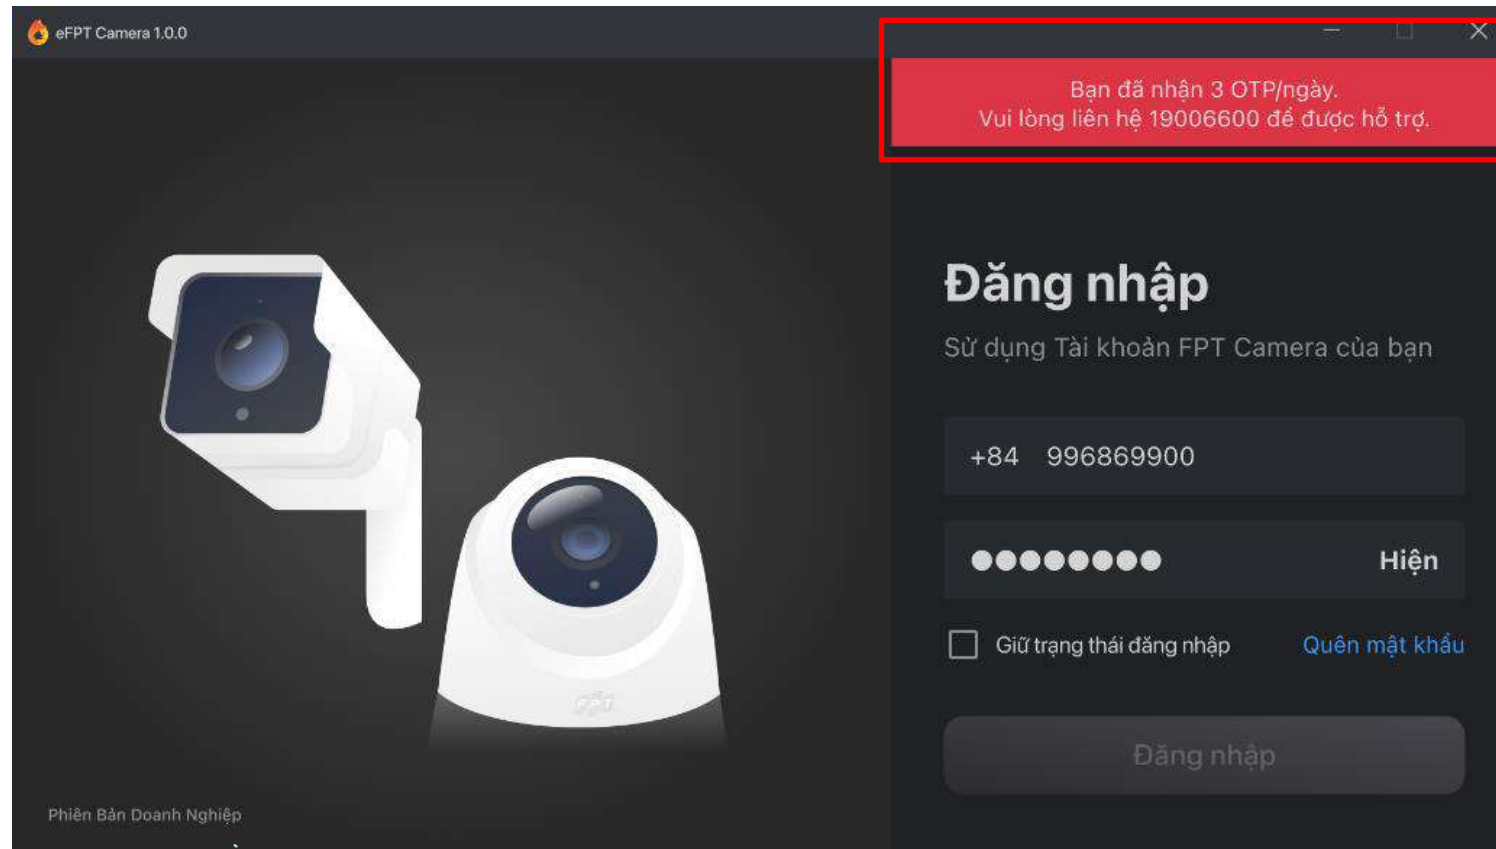 eFPT Camera 1.0.0
Bạn đã nhận 3 OTP/ngày.
Vui lòng liên hệ 19006600 để được hỗ trợ.
Đăng nhập
Sử dụng Tài khoản FPT Camera của bạn
+84 996869900
Hiện
Giữ trạng thái đăng nhập Quên mật khẩu
Đăng nhập
FPT
Phiên Bản Doanh Nghiệp